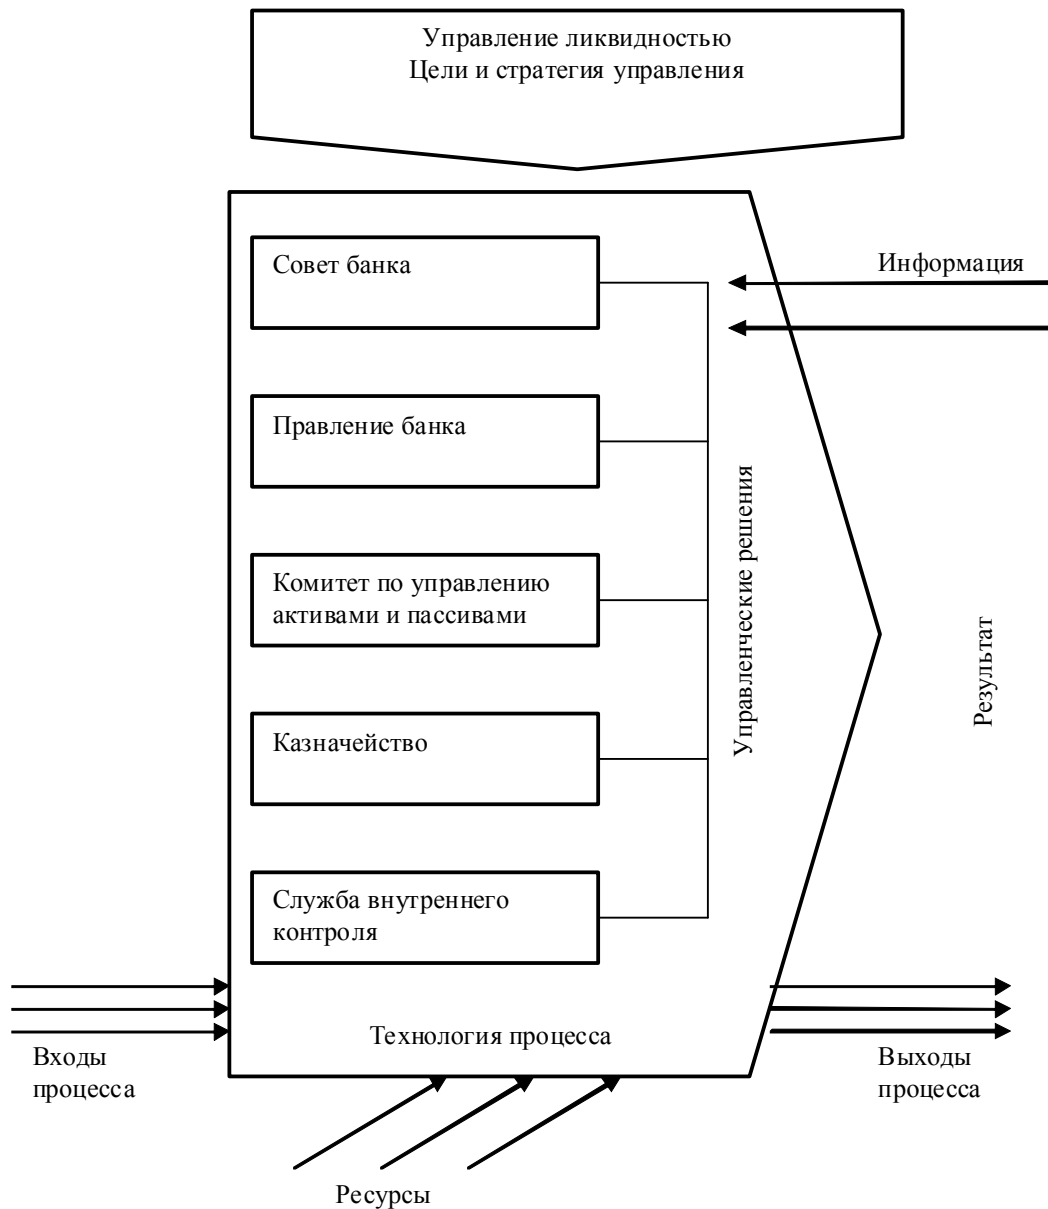 Управление ликвидностью
Цели и стратегия управления
Совет банка
Информация
Правление банка
Управленческие решения
Комитет по управлению
активами и пассивами
Результат
Казначейство
Служба внутреннего
контроля
Технология процесса
Входы
процесса
Выходы
процесса
Ресурсы